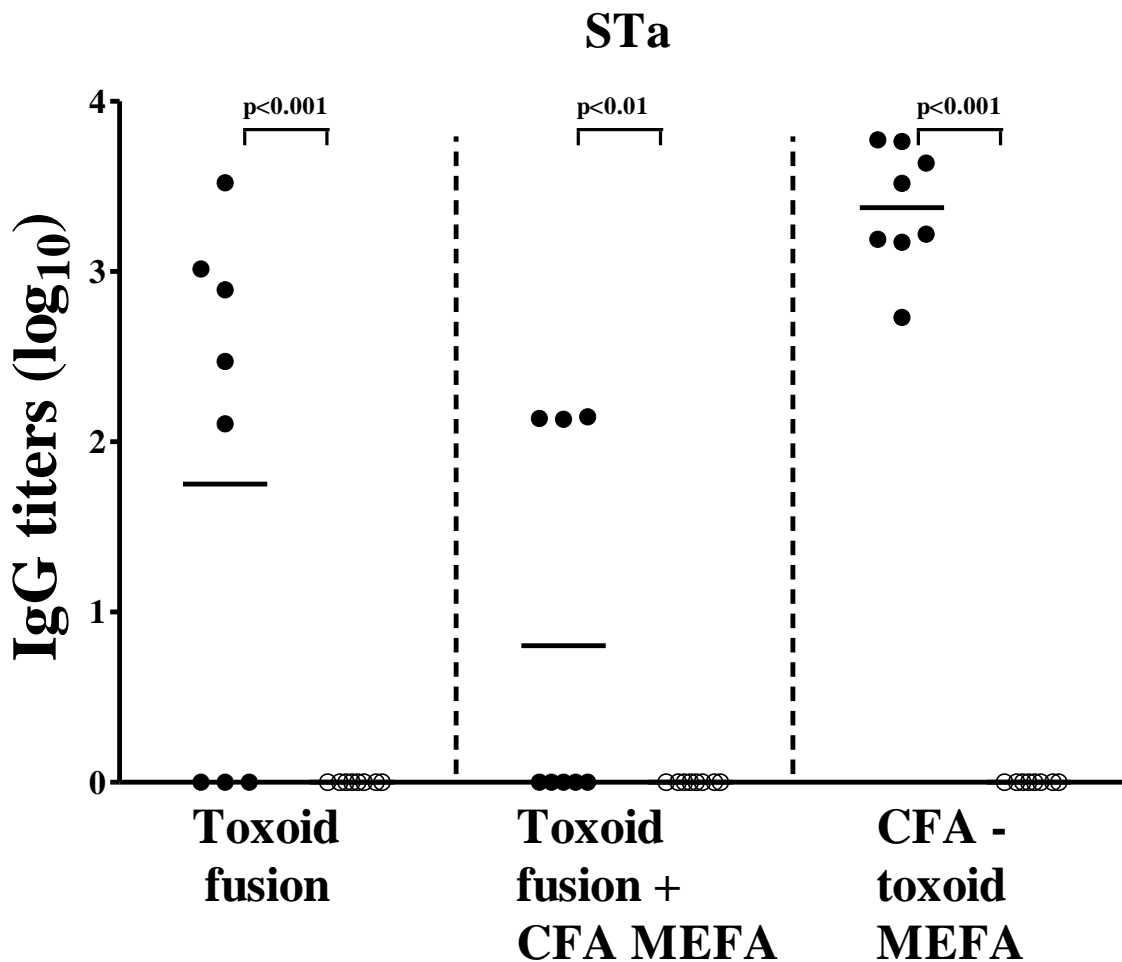 STa
p<0.001 p<0.01 p<0.001
IgG titers (log10)
4
3
2
1
0
Toxoid
fusion
Toxoid
fusion +
CFA MEFA
CFA -
toxoid
MEFA